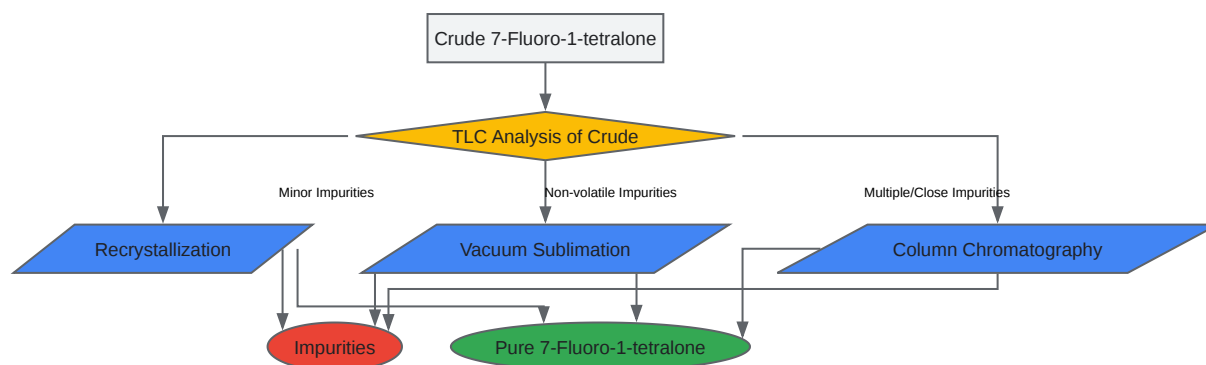 Crude 7-Fluoro-1-tetralone
TLC Analysis of Crude
Minor Impurities
Non-volatile Impurities
Multiple/Close Impurities
Recrystallization
Vacuum Sublimation
Column Chromatography
Impurities
Pure 7-Fluoro-1-tetralone